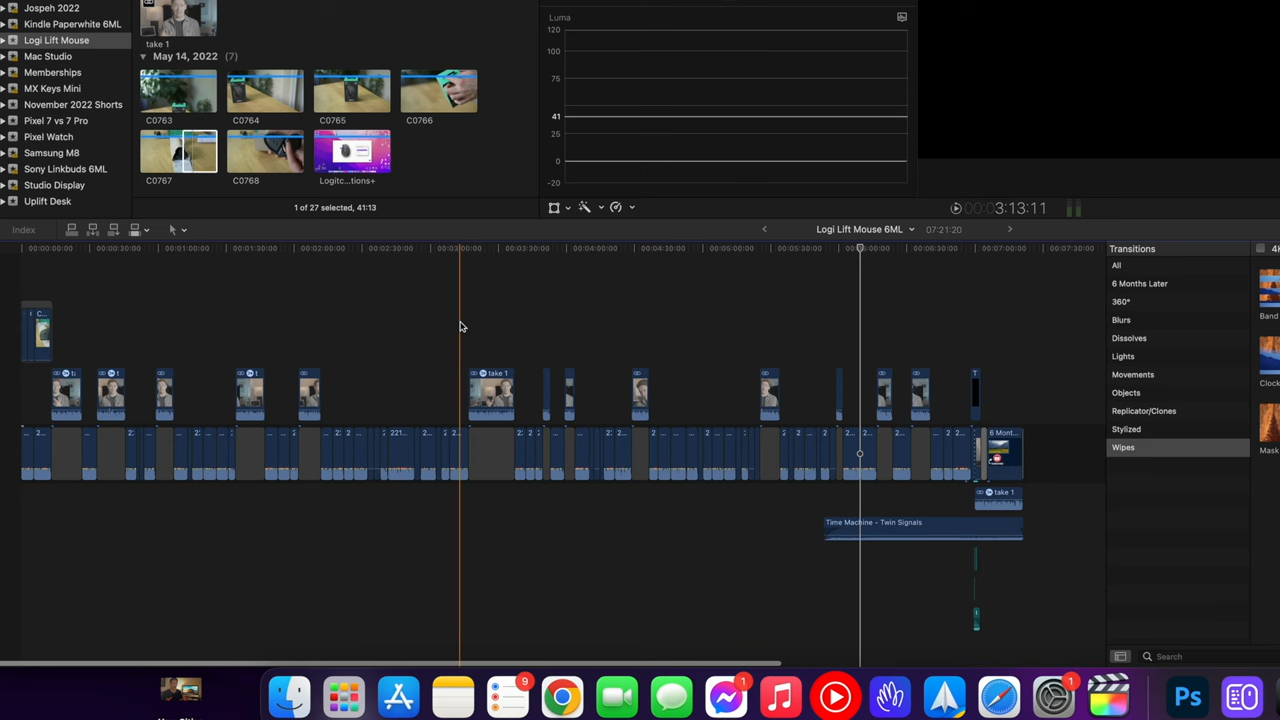 Jospeh 2022
Kindle Paperwhite 6ML
Logi Lift Mouse
Mac Studio
Memberships
MX Keys Mini
November 2022 Shorts
Pixel 7 vs 7 Pro
Pixel Watch
Samsung M8
Sony Linkbuds 6ML
Studio Display
Uplift Desk
take 1
May 14, 2022 (7)
C0763
C0764
C0765
C0766
C0767
C0768
Logitc...tions+
1 of 27 selected, 41:13
Luma
120
100
75
41
25
0
-20
3:13:11
Index
Logi Lift Mouse 6ML
07:21:20
00:00:00:00
00:00:30:00
00:01:00:00
00:01:30:00
00:02:00:00
00:02:30:00
00:03:00:00
00:03:30:00
00:04:00:00
00:04:30:00
00:05:00:00
00:05:30:00
00:06:30:00
00:07:00:00
00:07:30:00
C...
take 1
T
2...
2...
221...
2...
6 Mont...
take 1
Time Machine - Twin Signals
Transitions
All
6 Months Later
360°
Blurs
Dissolves
Lights
Movements
Objects
Replicator/Clones
Stylized
Wipes
4K
Band
Clock
Mask
Search
9
1
1
Ps